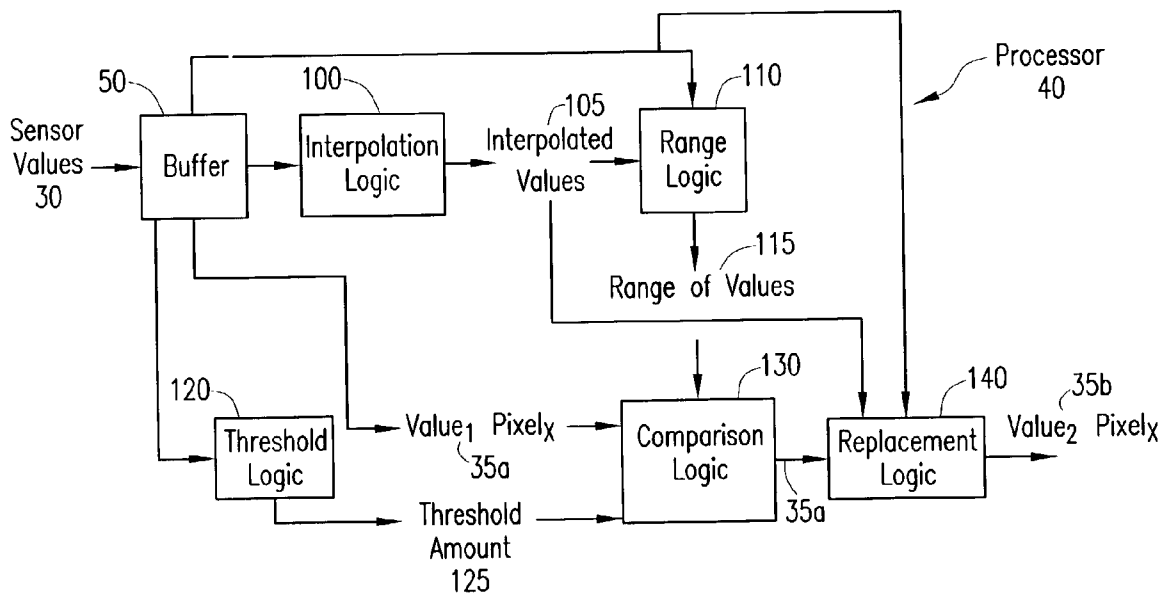 Processor
40
50
100
105
110
Sensor
Values
30
Buffer
Interpolation
Logic
Interpolated
Values
Range
Logic
115
Range of Values
120
130
140
35b
Threshold
Logic
Value₁ Pixelₓ
35a
Comparison
Logic
35a
Replacement
Logic
Value₂ Pixelₓ
Threshold
Amount
125